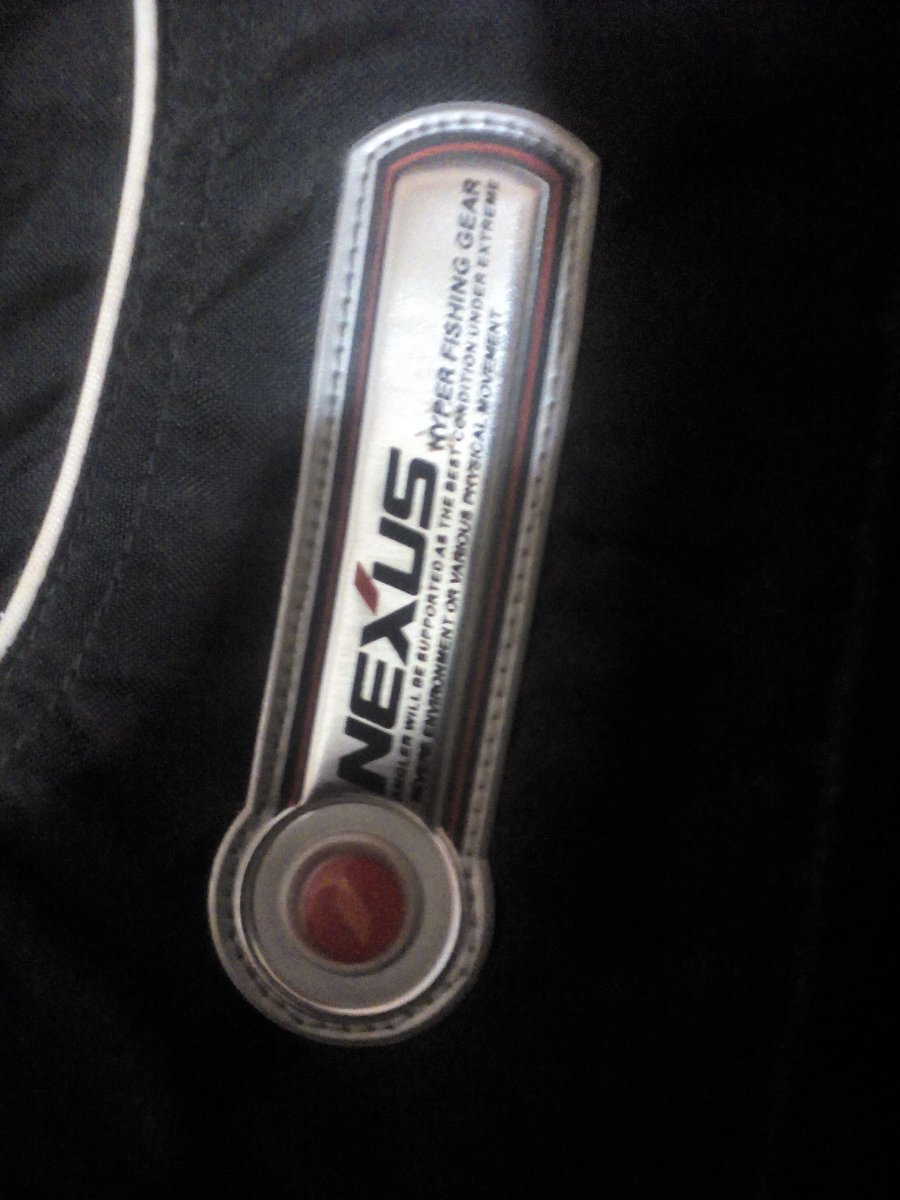 NEXUS HYPER FISHING GEAR
ANGLER WILL BE SUPPORTED AS THE BEST CONDITION UNDER EXTREME
SEVERE ENVIRONMENT OR VARIOUS PHYSICAL MOVEMENT